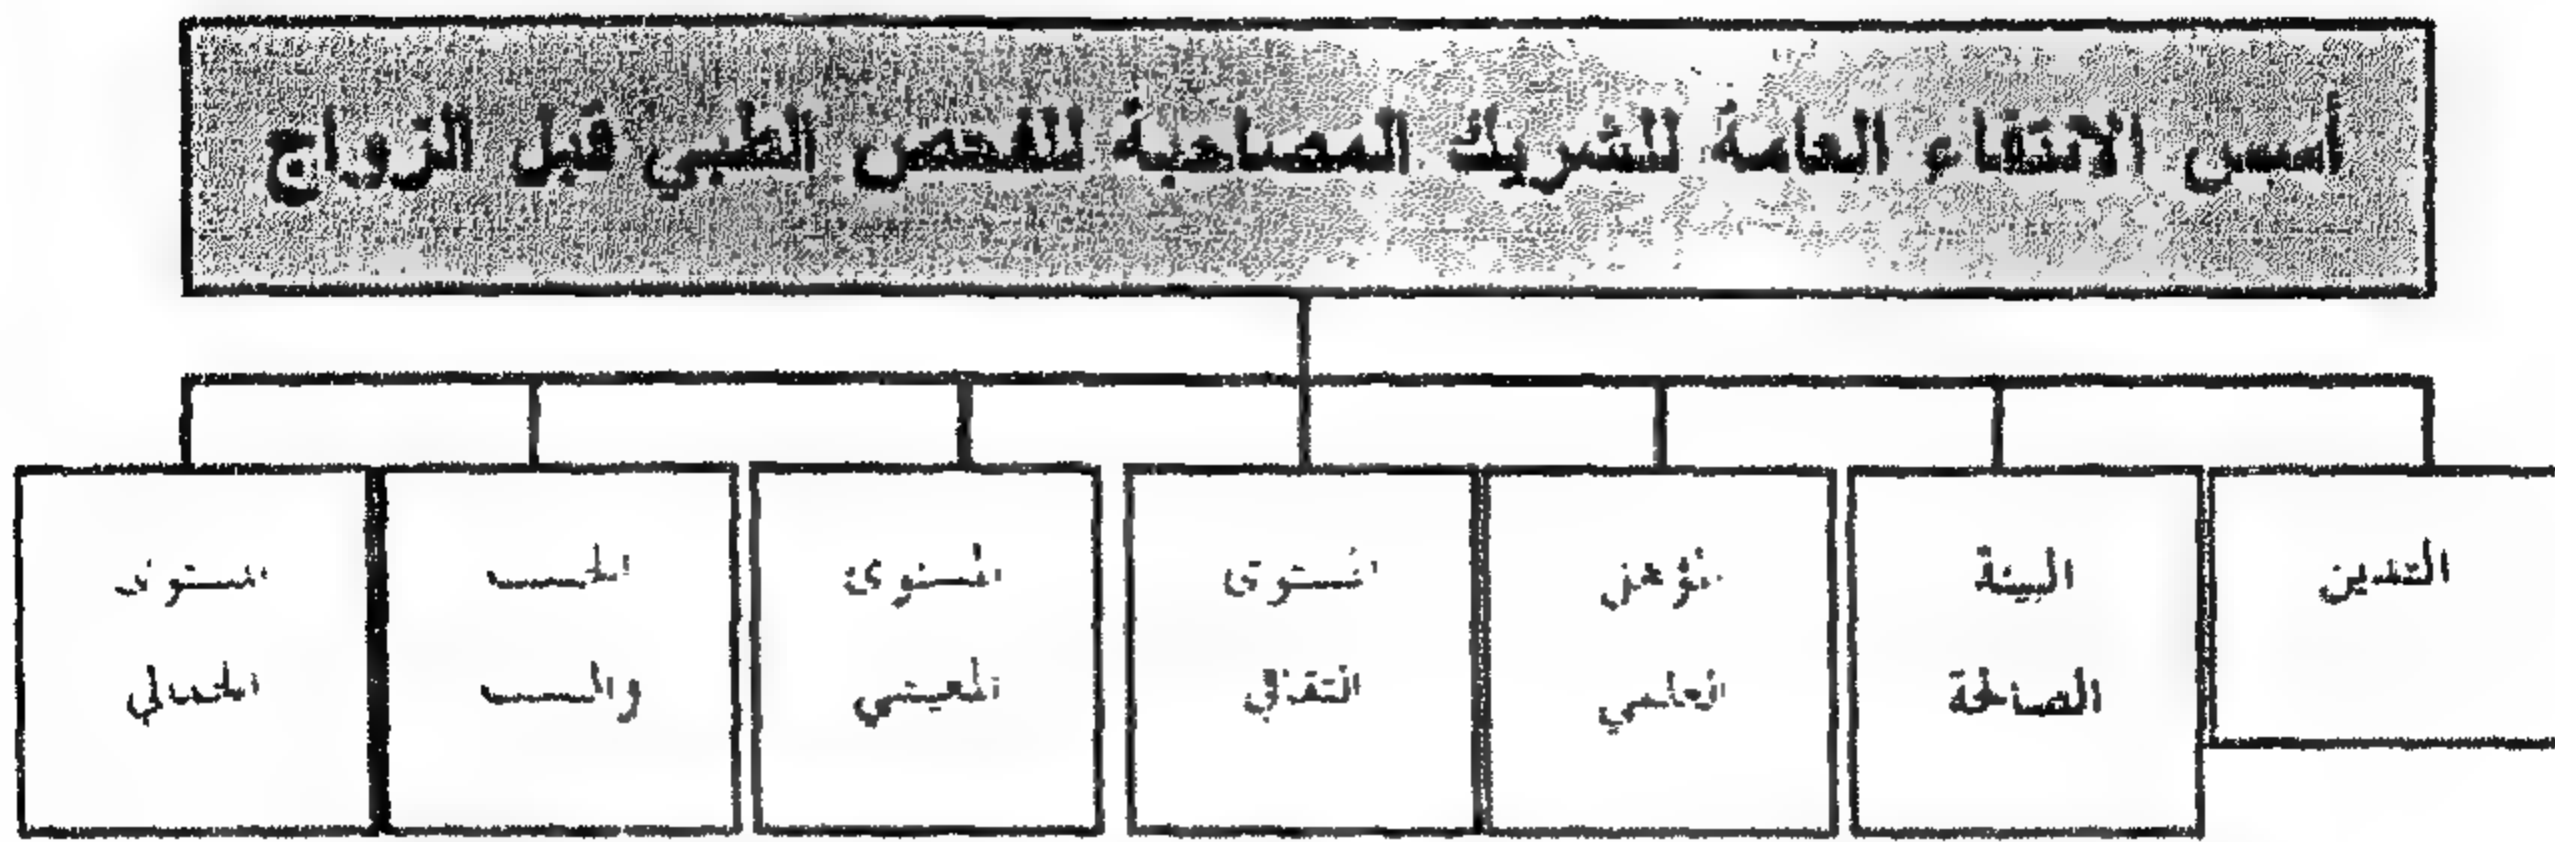 أسس الانتقاء العامة للشريك المصاحبة للفحص الطبي قبل الزواج
التدين
البيئة
الصالحة
المؤهل
العلمي
المستوى
الثقافي
المستوى
المعيشي
الحسب
والنسب
المستوى
الجمالي